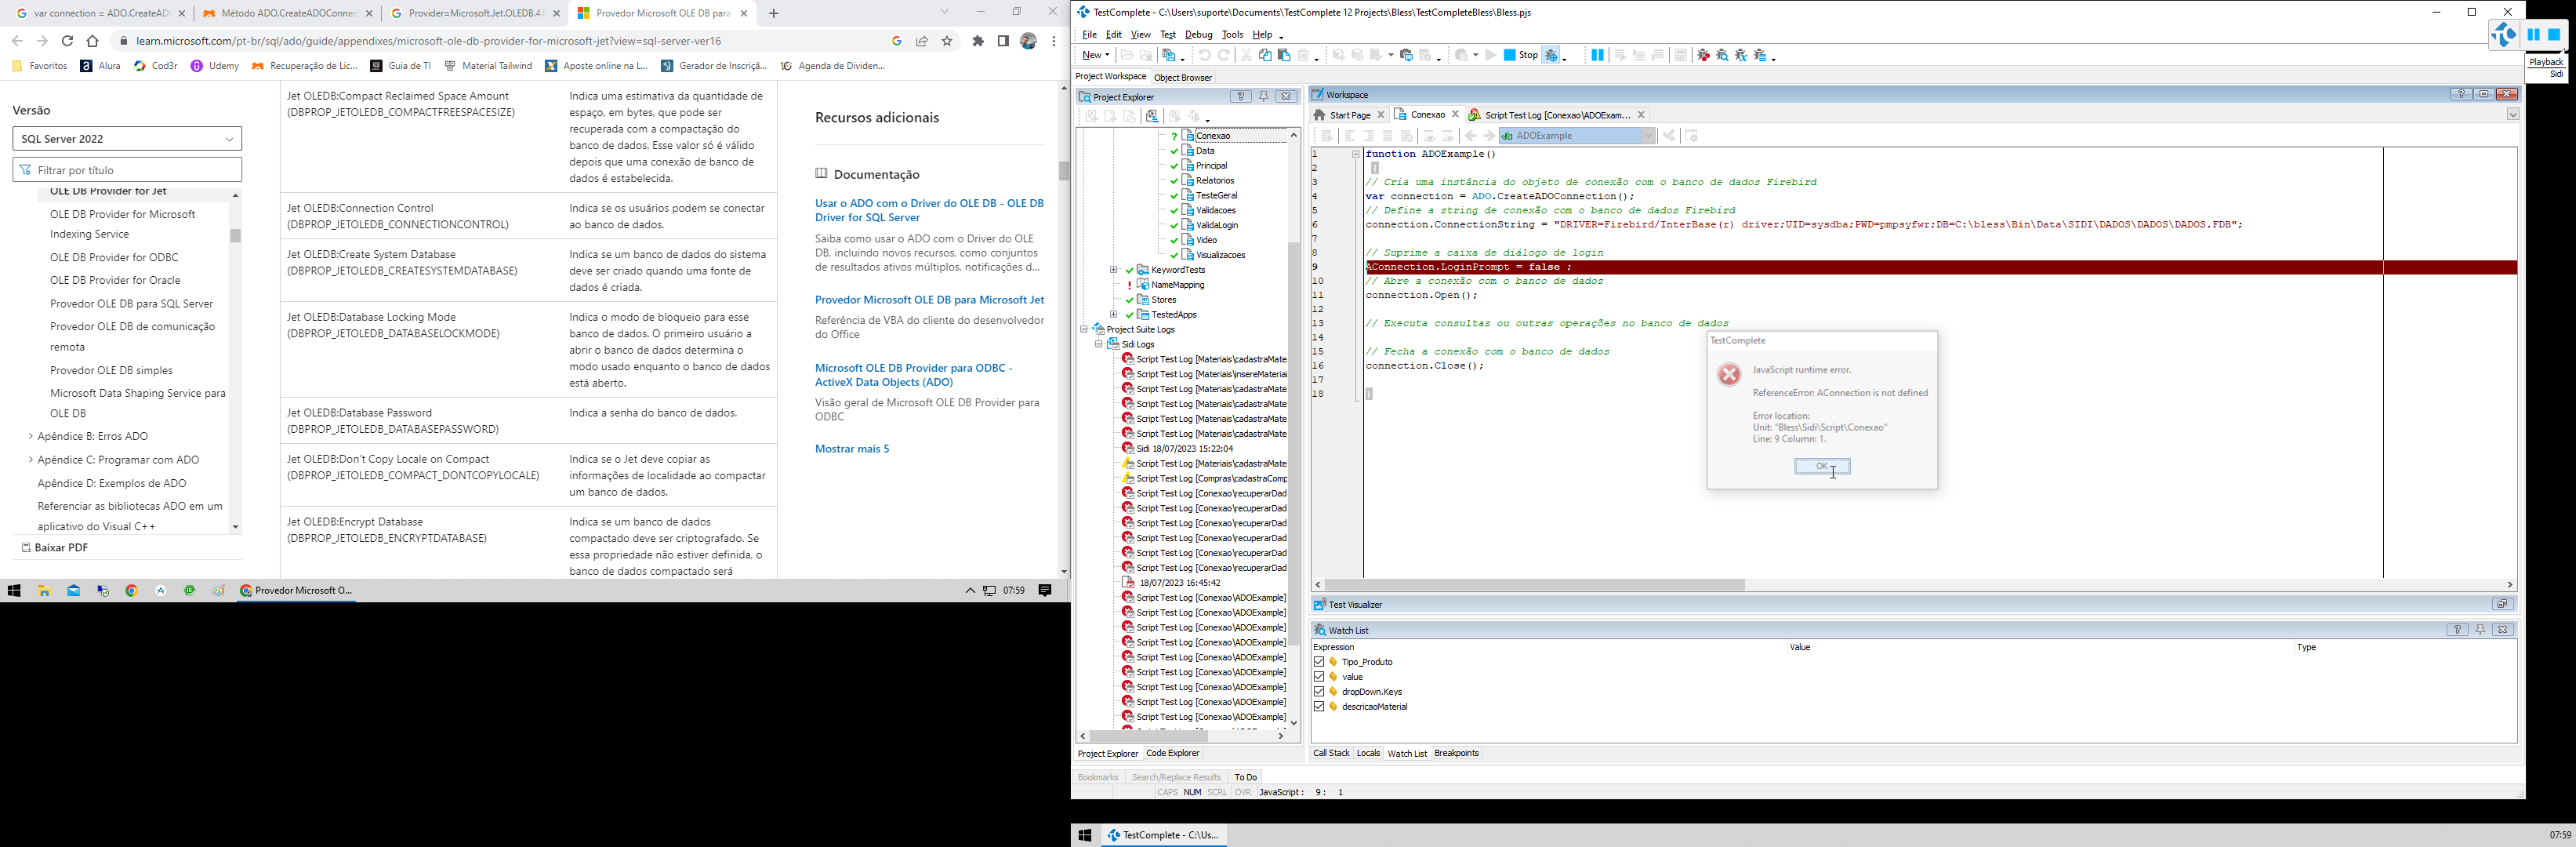 var connection = ADO.CreateAD
Método ADO.CreateADOConnec
Provider=Microsoft.Jet.OLEDB.4.
Provedor Microsoft OLE DB para
learn.microsoft.com/pt-br/sql/ado/guide/appendixes/microsoft-ole-db-provider-for-microsoft-jet?view=sql-server-ver16
Favoritos
Alura
Cod3r
Udemy
Recuperação de Lic...
Guia de TI
Material Tailwind
Aposte online na L...
Gerador de Inscriçã...
Agenda de Dividen...
Versão
SQL Server 2022
Filtrar por título
OLE DB Provider for Jet
OLE DB Provider for Microsoft
Indexing Service
OLE DB Provider for ODBC
OLE DB Provider for Oracle
Provedor OLE DB para SQL Server
Provedor OLE DB de comunicação
remota
Provedor OLE DB simples
Microsoft Data Shaping Service para
OLE DB
Apêndice B: Erros ADO
Apêndice C: Programar com ADO
Apêndice D: Exemplos de ADO
Referenciar as bibliotecas ADO em um
aplicativo do Visual C++
Baixar PDF
Jet OLEDB:Compact Reclaimed Space Amount
(DBPROP_JETOLEDB_COMPACTFREESPACESIZE)
Indica uma estimativa da quantidade de
espaço, em bytes, que pode ser
recuperada com a compactação do
banco de dados. Esse valor só é válido
depois que uma conexão de banco de
dados é estabelecida.
Jet OLEDB:Connection Control
(DBPROP_JETOLEDB_CONNECTIONCONTROL)
Indica se os usuários podem se conectar
ao banco de dados.
Jet OLEDB:Create System Database
(DBPROP_JETOLEDB_CREATESYSTEMDATABASE)
Indica se um banco de dados do sistema
deve ser criado quando uma fonte de
dados é criada.
Jet OLEDB:Database Locking Mode
(DBPROP_JETOLEDB_DATABASELOCKMODE)
Indica o modo de bloqueio para esse
banco de dados. O primeiro usuário a
abrir o banco de dados determina o
modo usado enquanto o banco de dados
está aberto.
Jet OLEDB:Database Password
(DBPROP_JETOLEDB_DATABASEPASSWORD)
Indica a senha do banco de dados.
Jet OLEDB:Don't Copy Locale on Compact
(DBPROP_JETOLEDB_COMPACT_DONTCOPYLOCALE)
Indica se o Jet deve copiar as
informações de localidade ao compactar
um banco de dados.
Jet OLEDB:Encrypt Database
(DBPROP_JETOLEDB_ENCRYPTDATABASE)
Indica se um banco de dados
compactado deve ser criptografado. Se
essa propriedade não estiver definida, o
banco de dados compactado será
Recursos adicionais
Documentação
Usar o ADO com o Driver do OLE DB - OLE DB
Driver for SQL Server
Saiba como usar o ADO com o Driver do OLE
DB, incluindo novos recursos, como conjuntos
de resultados ativos múltiplos, notificações d...
Provedor Microsoft OLE DB para Microsoft Jet
Referência de VBA do cliente do desenvolvedor
do Office
Microsoft OLE DB Provider para ODBC -
ActiveX Data Objects (ADO)
Visão geral de Microsoft OLE DB Provider para
ODBC
Mostrar mais 5
Provedor Microsoft O...
07:59
TestComplete - C:\Users\suporte\Documents\TestComplete 12 Projects\Bless\TestCompleteBless\Bless.pjs
File Edit View Test Debug Tools Help
New
Stop
Playback
Sidi
Project Workspace Object Browser
Project Explorer
Conexao
Data
Principal
Relatorios
TesteGeral
Validacoes
ValidaLogin
Video
Visualizacoes
KeywordTests
NameMapping
Stores
TestedApps
Project Suite Logs
Sidi Logs
Script Test Log [Materiais\cadastraMate
Script Test Log [Materiais\insereMateriai
Script Test Log [Materiais\cadastraMate
Script Test Log [Materiais\cadastraMate
Script Test Log [Materiais\cadastraMate
Script Test Log [Materiais\cadastraMate
Sidi 18/07/2023 15:22:04
Script Test Log [Materiais\cadastraMate
Script Test Log [Compras\cadastraComp
Script Test Log [Conexao\recuperarDad
Script Test Log [Conexao\recuperarDad
Script Test Log [Conexao\recuperarDad
Script Test Log [Conexao\recuperarDad
Script Test Log [Conexao\recuperarDad
Script Test Log [Conexao\recuperarDad
18/07/2023 16:45:42
Script Test Log [Conexao\ADOExample]
Script Test Log [Conexao\ADOExample]
Script Test Log [Conexao\ADOExample]
Script Test Log [Conexao\ADOExample]
Script Test Log [Conexao\ADOExample]
Script Test Log [Conexao\ADOExample]
Script Test Log [Conexao\ADOExample]
Script Test Log [Conexao\ADOExample]
Script Test Log [Conexao\ADOExample]
Project Explorer Code Explorer
Workspace
Start Page
Conexao
Script Test Log [Conexao\ADOExam...
ADOExample
1 function ADOExample()
2 {
3 // Cria uma instância do objeto de conexão com o banco de dados Firebird
4 var connection = ADO.CreateADOConnection();
5 // Define a string de conexão com o banco de dados Firebird
6 connection.ConnectionString = "DRIVER=Firebird/InterBase(r) driver;UID=sysdba;PWD=pmpsyfwr;DB=C:\bless\Bin\Data\SIDI\DADOS\DADOS\DADOS.FDB";
7
8 // Suprime a caixa de diálogo de login
9 AConnection.LoginPrompt = false ;
10 // Abre a conexão com o banco de dados
11 connection.Open();
12
13 // Executa consultas ou outras operações no banco de dados
14
15 // Fecha a conexão com o banco de dados
16 connection.Close();
17
18 }
TestComplete
JavaScript runtime error.
ReferenceError: AConnection is not defined
Error location:
Unit: "Bless\Sidi\Script\Conexao"
Line: 9 Column: 1.
OK
Test Visualizer
Watch List
Expression Value Type
Tipo_Produto
value
dropDown.Keys
descricaoMaterial
Call Stack Locals Watch List Breakpoints
Bookmarks Search/Replace Results To Do
CAPS NUM SCRL OVR JavaScript : 9 : 1
TestComplete - C:\Us...
07:59